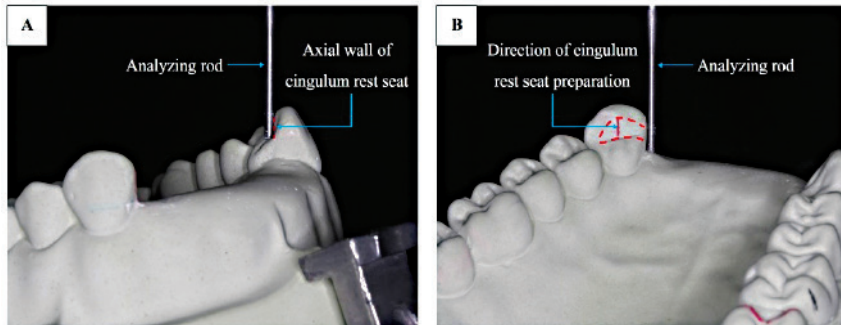 A
Analyzing rod
Axial wall of
cingulum rest seat
B
Direction of cingulum
rest seat preparation
Analyzing rod